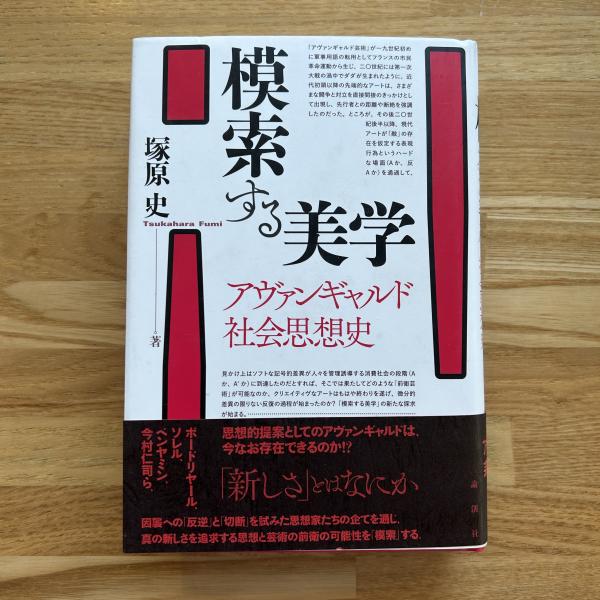 「アヴァンギャルド芸術」が一九世紀初め
に軍事用語の転用としてフランスの市民
革命運動から生じ、二〇世紀には第一次
大戦の渦中でダダが生まれたように、近
代初頭以降の先端的なアートは、さまざ
まな闘争と対立を直接間接のきっかけとし
て出現し、先行者との距離や断絶を強調
したのだった。ところが、その後二〇世
紀後半以降、現代
アートが「敵」の存
在を仮定する表現
行為というハード
な場面(Aか、反
Aか)を通過して、
模索する美学
塚原 史
Tsukahara Fumi
著
アヴァンギャルド
社会思想史
見かけ上はソフトな記号的差異が人々を管理誘導する消費社会の段階(A
か、A'か)に到達したのだとすれば、そこでは果たしてどのような「前衛芸
術」が可能なのか、クリエイティヴなアートはもはや終わりを遂げ、微分的
差異の限りない反復の過程が始まったのか?「模索する美学」の新たな探求
が始まる。
思想的提案としてのアヴァンギャルドは、
今なお存在できるのか!?
「新しさ」とはなにか
ボードリヤール、
ソレル、
ベンヤミン、
今村仁司ら、
因襲への「反逆」と「切断」を試みた思想家たちの企てを通じ、
真の新しさを追求する思想と芸術の前衛の可能性を「模索」する。
論創社